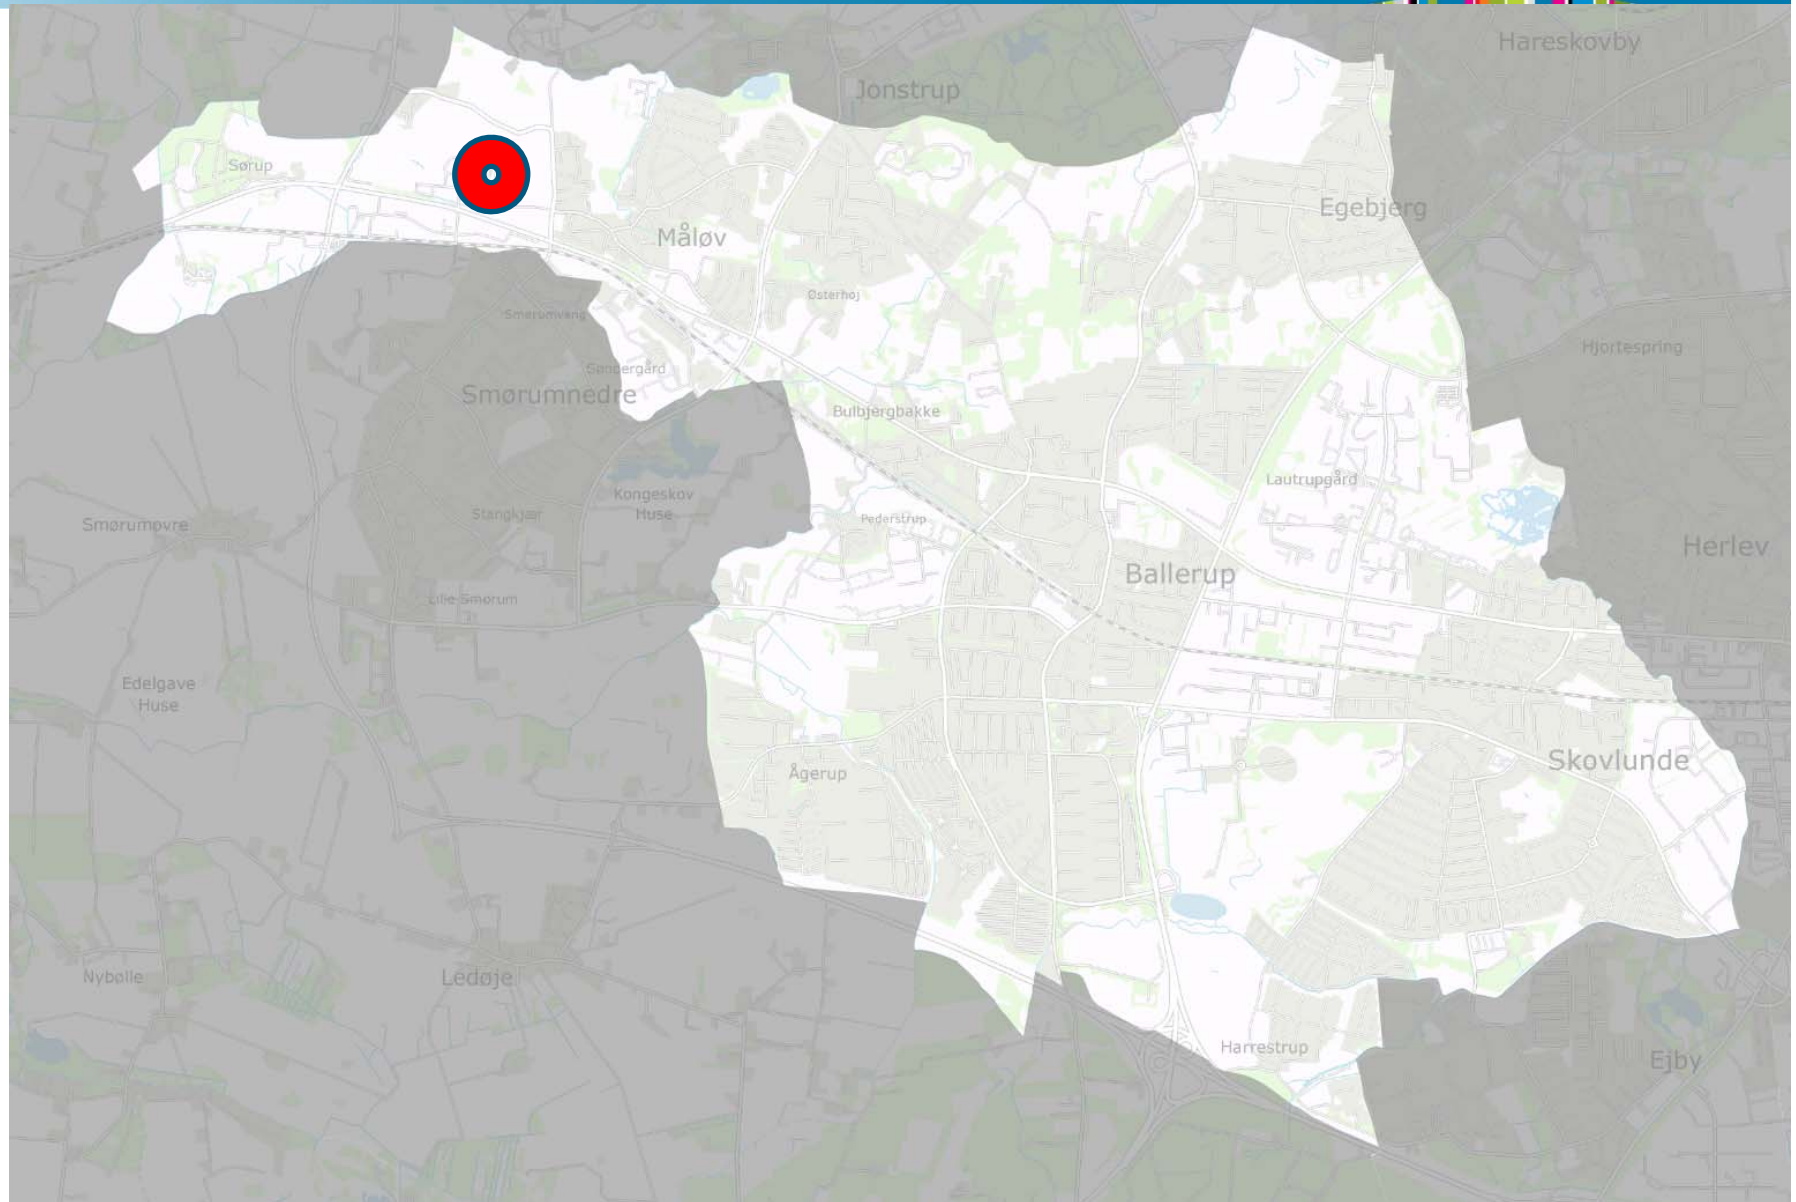 Hareskovby
Jonstrup
Sørup
Egebjerg
Måløv
Østerhøj
Smørumvang
Hjortespring
Sønbergård
Smørumnedre
Bulbjergbakke
Lautrupgård
Kongeskov
Huse
Stangkjær
Pederstrup
Smørumovre
Herlev
Ballerup
Lille Smørum
Edelgave
Huse
Skovlunde
Ågerup
Nybølle
Ledøje
Harrestrup
Ejby